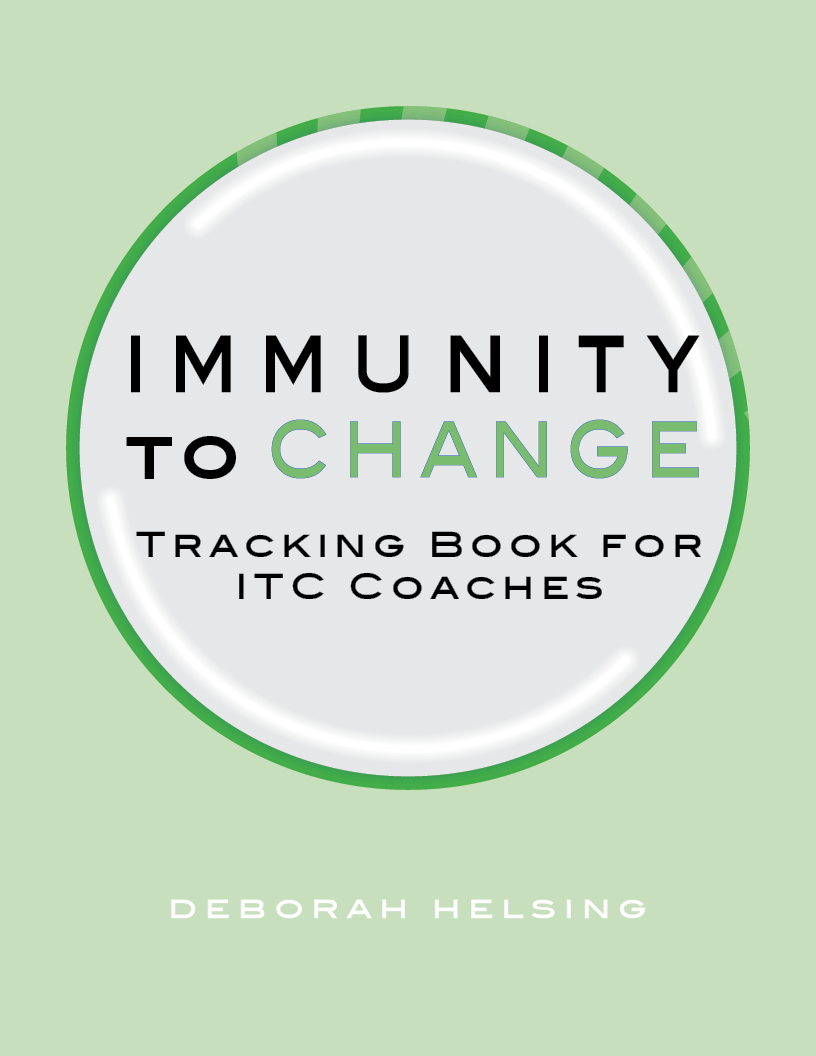 IMMUNITY
TO CHANGE
TRACKING BOOK FOR
ITC COACHES
DEBORAH HELSING